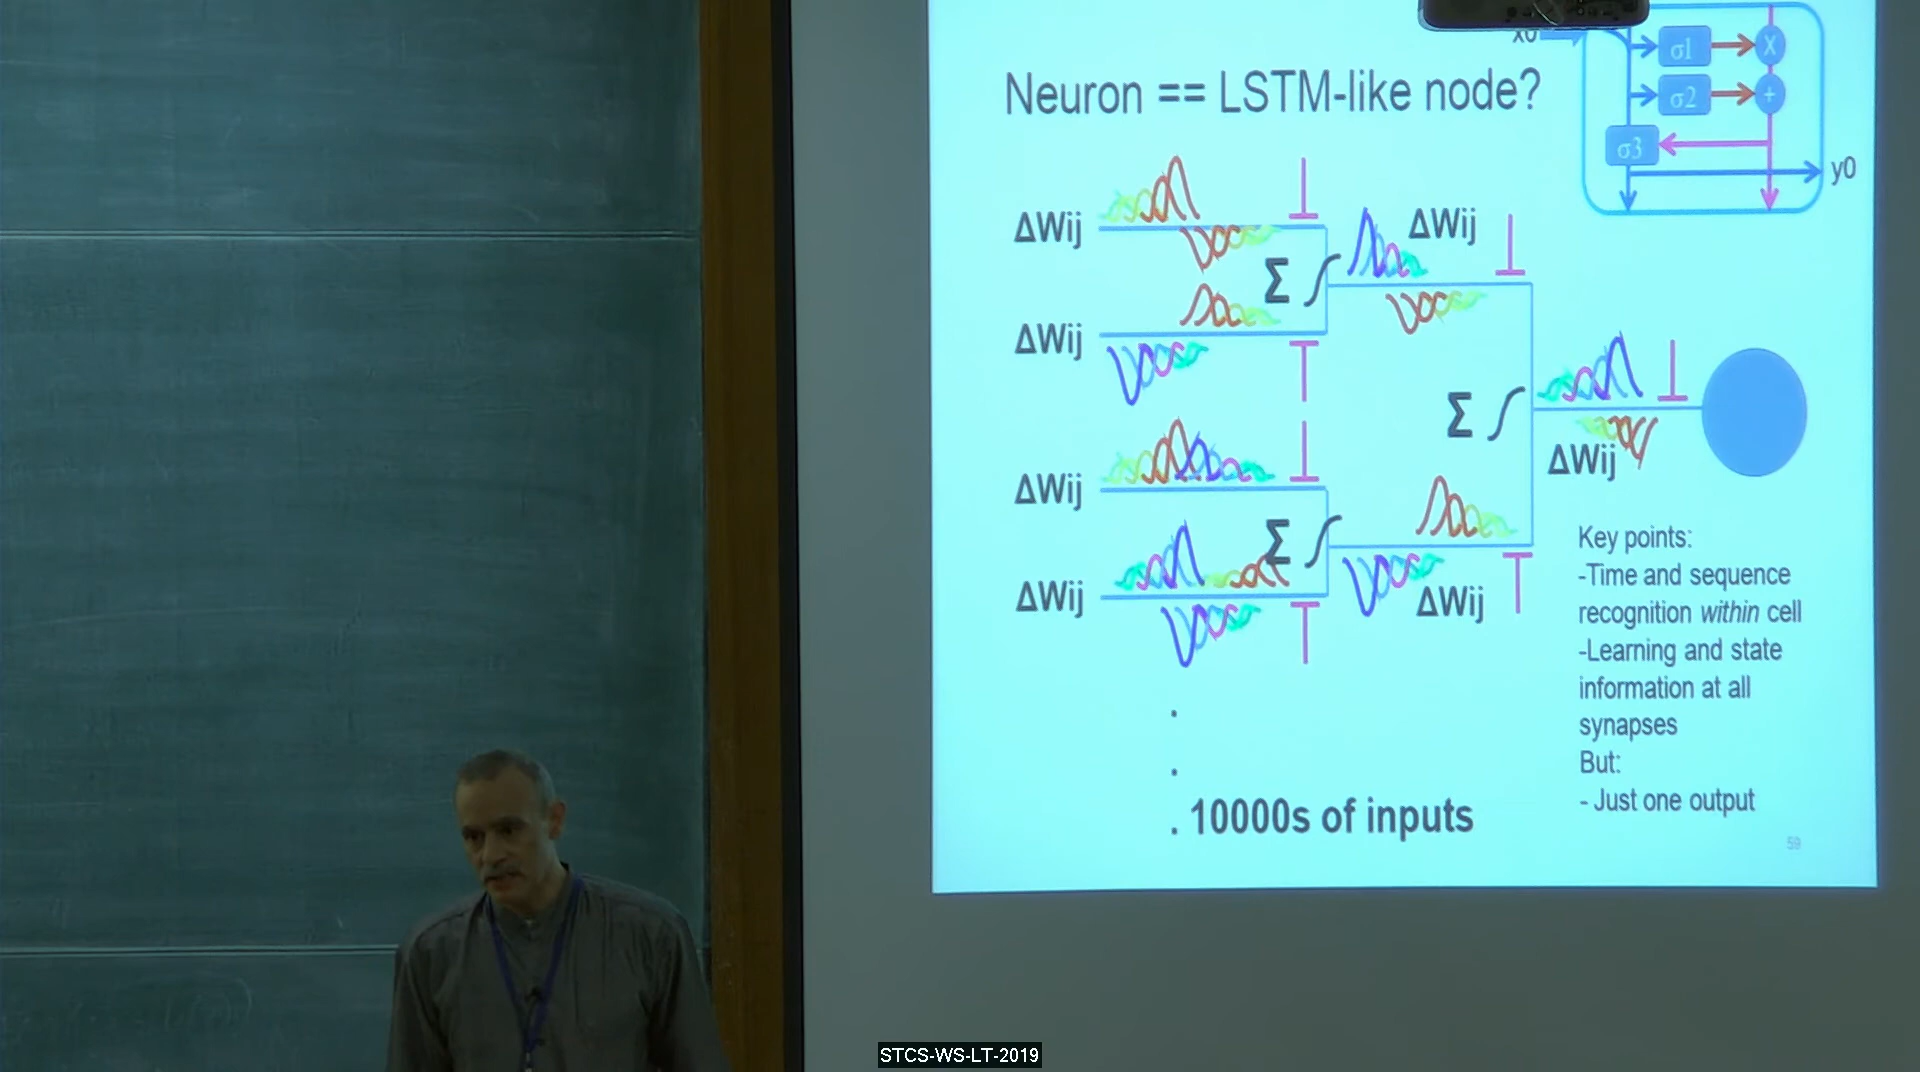 x0
σ1
X
σ2
+
σ3
y0
Neuron == LSTM-like node?
ΔWij
ΔWij
Σ ∫
ΔWij
ΔWij
Σ ∫
ΔWij
ΔWij
Σ ∫
ΔWij
Key points:
-Time and sequence
recognition within cell
-Learning and state
information at all
synapses
But:
- Just one output
.
.
. 10000s of inputs
59
STCS-WS-LT-2019